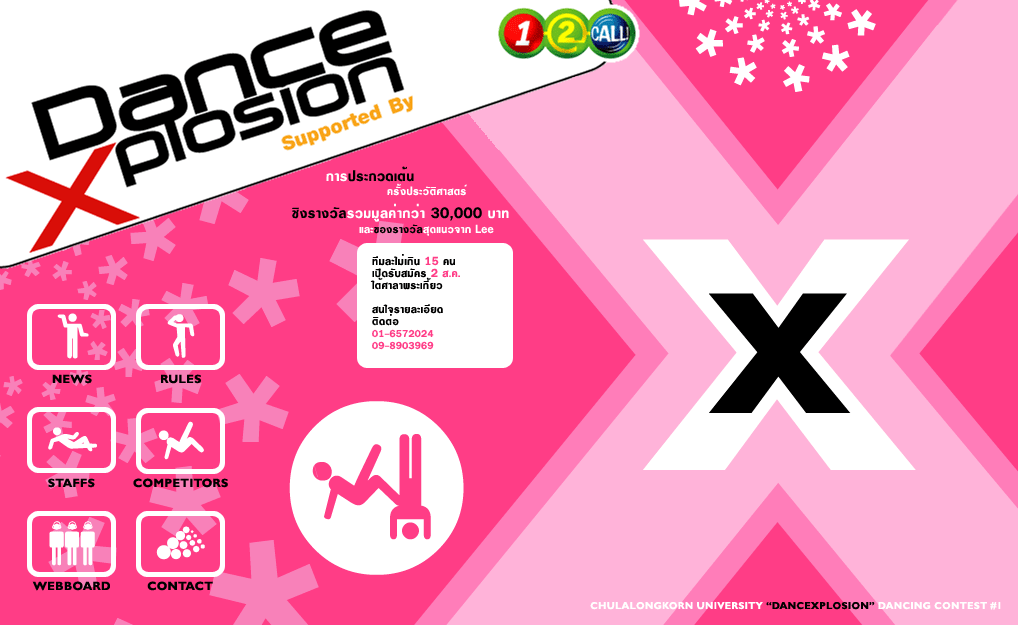 Dance
Xplosion
Supported By
1 2 CALL!
การประกวดเต้น
ครั้งประวัติศาสตร์
ชิงรางวัลรวมมูลค่ากว่า 30,000 บาท
และของรางวัลสุดแนวจาก Lee
ทีมละไม่เกิน 15 คน
เปิดรับสมัคร 2 ส.ค.
ใต้ศาลาพระเกี้ยว
สนใจรายละเอียด
ติดต่อ
01-6572024
09-8903969
NEWS
RULES
STAFFS
COMPETITORS
WEBBOARD
CONTACT
X
CHULALONGKORN UNIVERSITY "DANCEXPLOSION" DANCING CONTEST #1